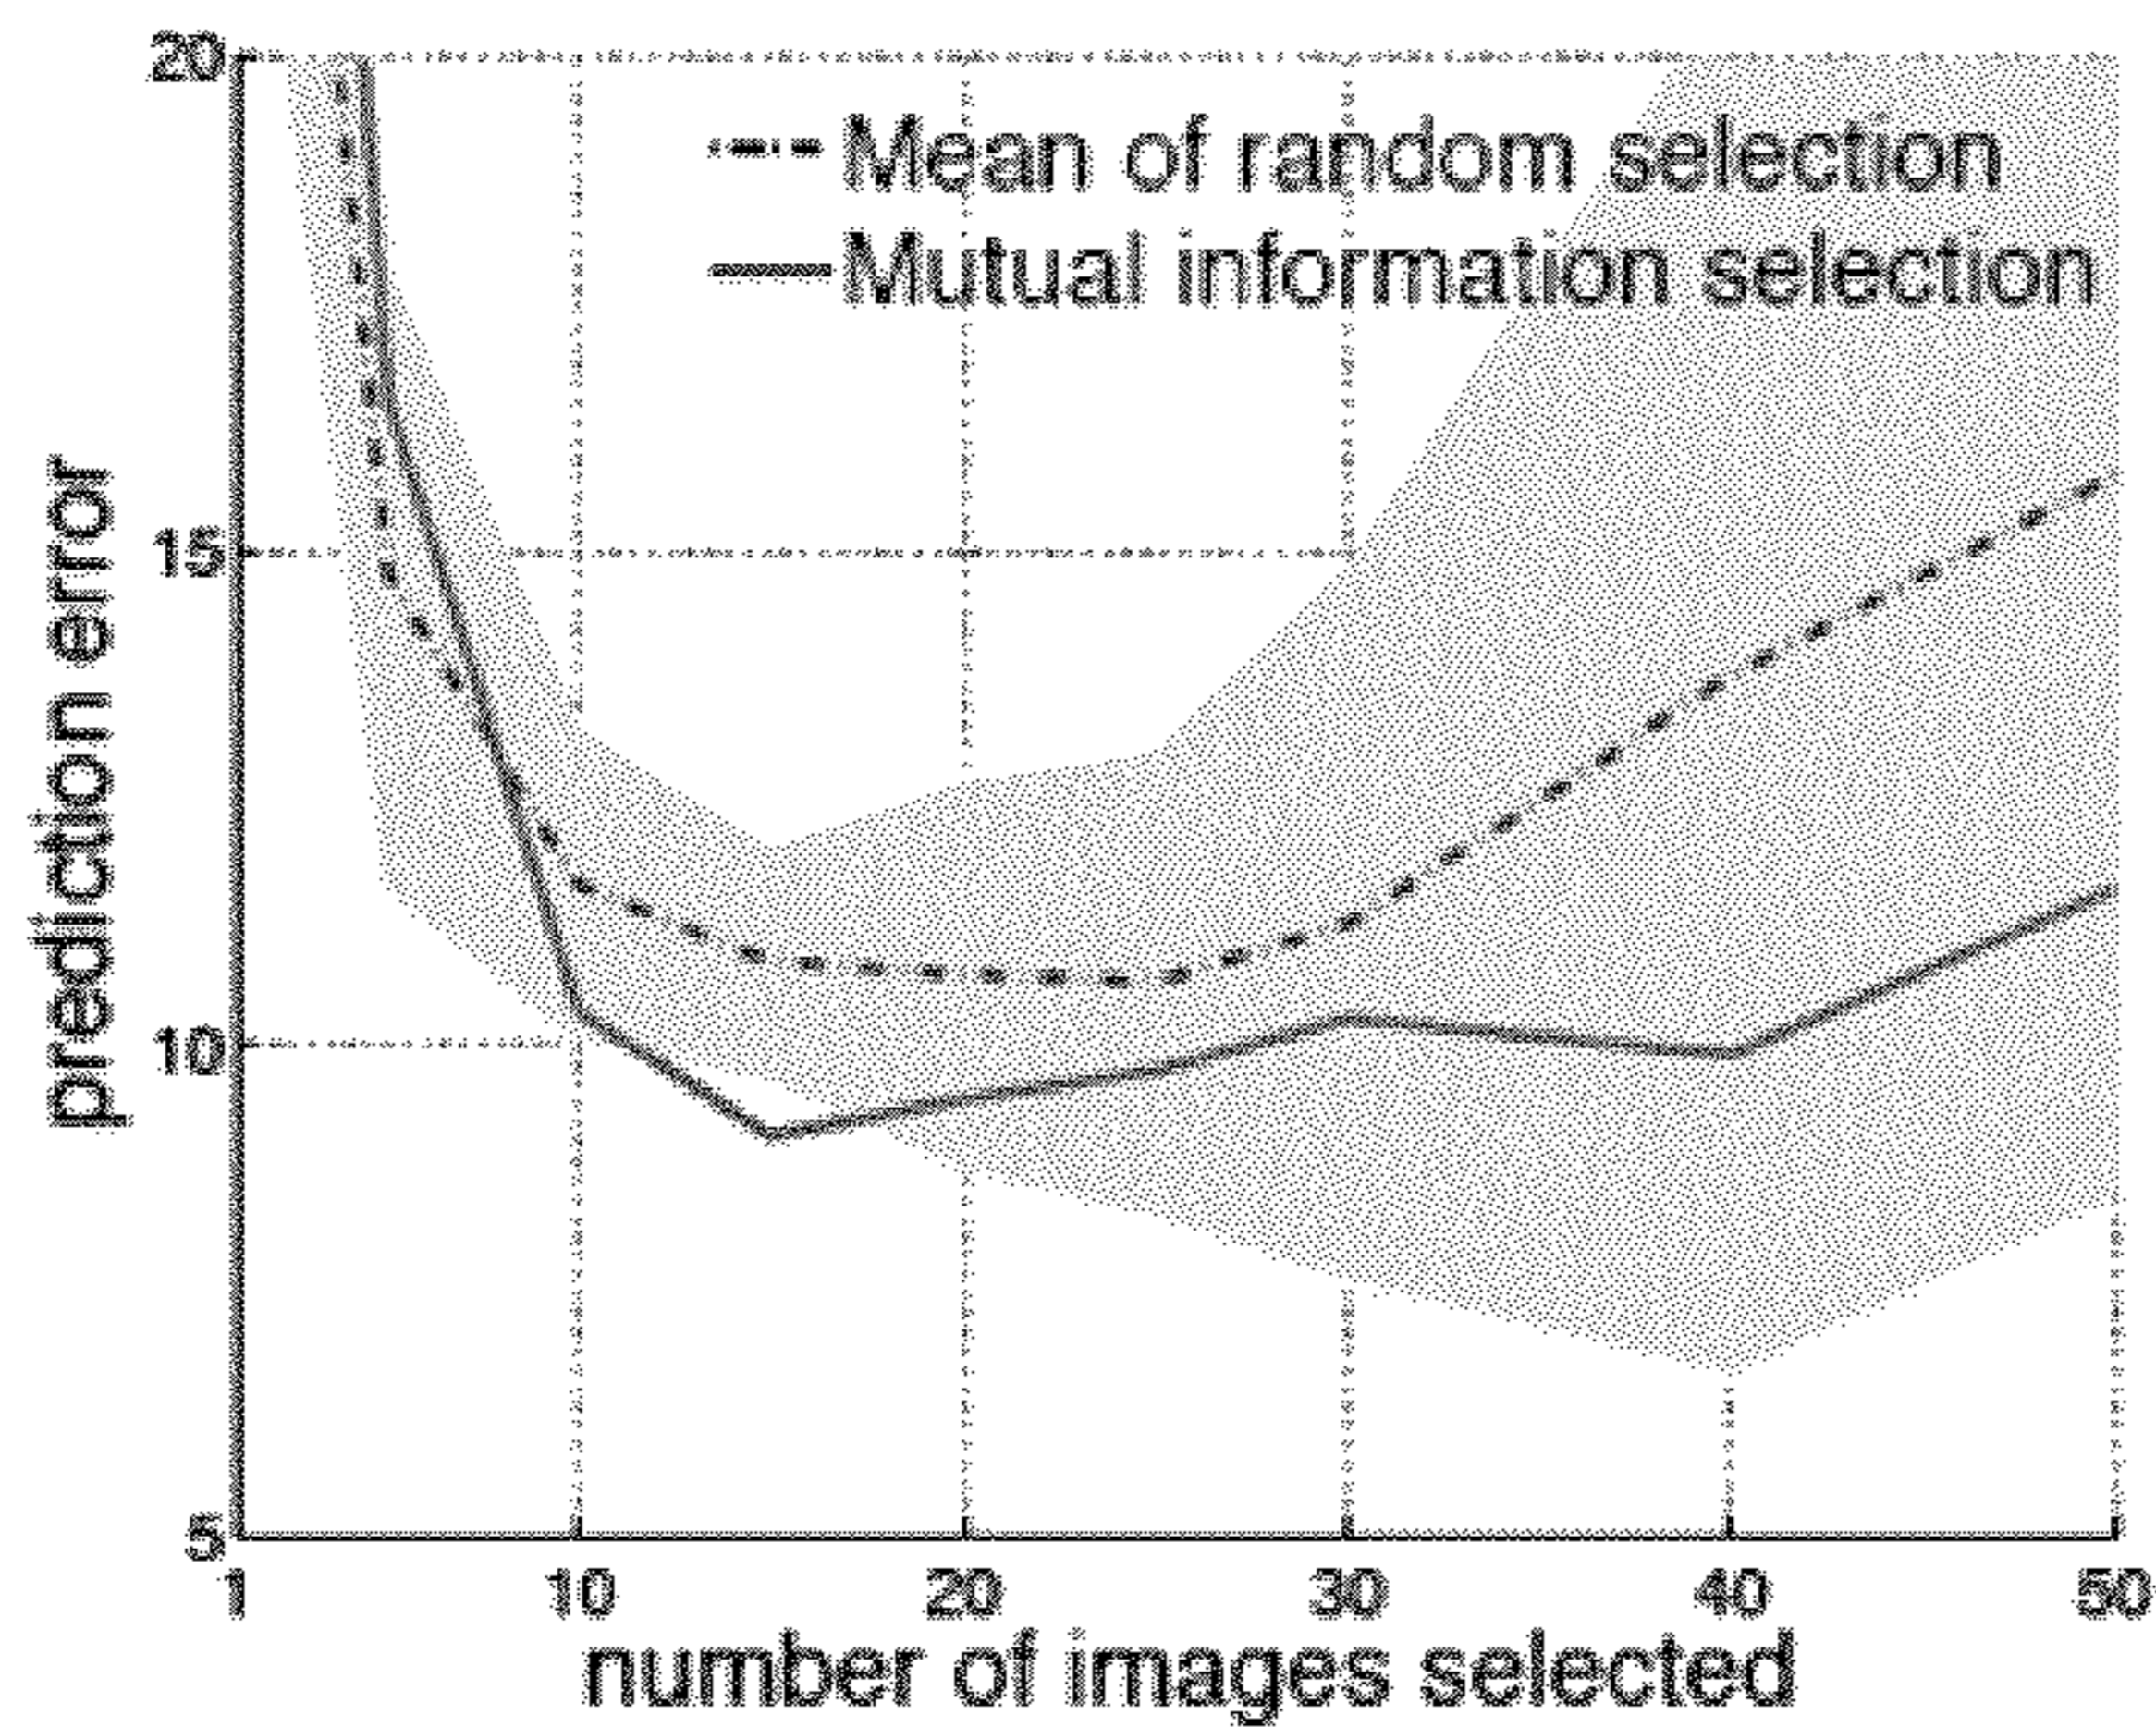 20
Mean of random selection
Mutual information selection
15
prediction error
10
5
1 10 20 30 40 50
number of images selected